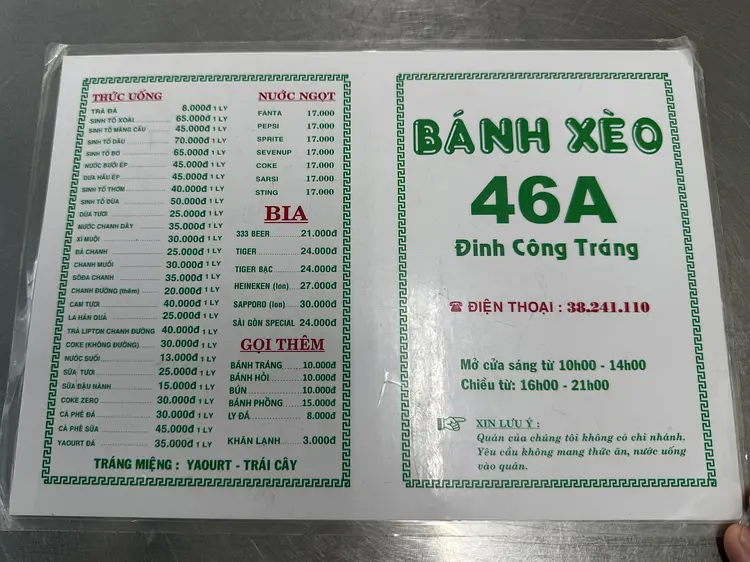 THỨC UỐNG
TRÀ ĐÁ 8.000đ 1 LY
SINH TỐ XOÀI 65.000đ 1 LY
SINH TỐ MÃNG CẦU 45.000đ 1 LY
SINH TỐ DÂU 70.000đ 1 LY
SINH TỐ BƠ 65.000đ 1 LY
NƯỚC BƯỞI ÉP 45.000đ 1 LY
DƯA HẤU ÉP 45.000đ 1 LY
SINH TỐ THƠM 40.000đ 1 LY
SINH TỐ DỪA 50.000đ 1 LY
DỪA TƯƠI 25.000đ 1 LY
NƯỚC CHANH DÂY 35.000đ 1 LY
XÍ MUỘI 30.000đ 1 LY
ĐÁ CHANH 25.000đ 1 LY
CHANH MUỐI 30.000đ 1 LY
SÔĐA CHANH 35.000đ 1 LY
CHANH ĐƯỜNG (thêm) 20.000đ 1 LY
CAM TƯƠI 40.000đ 1 LY
LA HÁN QUẢ 25.000đ 1 LY
TRÀ LIPTON CHANH ĐƯỜNG 40.000đ 1 LY
COKE (KHÔNG ĐƯỜNG) 30.000đ 1 LY
NƯỚC SUỐI 13.000đ 1 LY
SỮA TƯƠI 25.000đ 1 LY
SỮA ĐẬU NÀNH 15.000đ 1 LY
COKE ZERO 30.000đ 1 LY
CÀ PHÊ ĐÁ 30.000đ 1 LY
CÀ PHÊ SỮA 45.000đ 1 LY
YAOURT ĐÁ 35.000đ 1 LY
NƯỚC NGỌT
FANTA 17.000
PEPSI 17.000
SPRITE 17.000
SEVENUP 17.000
COKE 17.000
SARSI 17.000
STING 17.000
BIA
333 BEER 21.000đ
TIGER 24.000đ
TIGER BẠC 24.000đ
HEINEKEN (lon) 27.000đ
SAPPORO (lon) 30.000đ
SÀI GÒN SPECIAL 24.000đ
GỌI THÊM
BÁNH TRÁNG 10.000đ
BÁNH HỎI 10.000đ
BÚN 10.000đ
BÁNH PHỒNG 15.000đ
LY ĐÁ 8.000đ
KHĂN LẠNH 3.000đ
TRÁNG MIỆNG : YAOURT - TRÁI CÂY
BÁNH XÈO
46A
Đinh Công Tráng
☎ ĐIỆN THOẠI : 38.241.110
Mở cửa sáng từ 10h00 - 14h00
Chiều từ: 16h00 - 21h00
XIN LƯU Ý :
Quán của chúng tôi không có chi nhánh.
Yêu cầu không mang thức ăn, nước uống
vào quán.